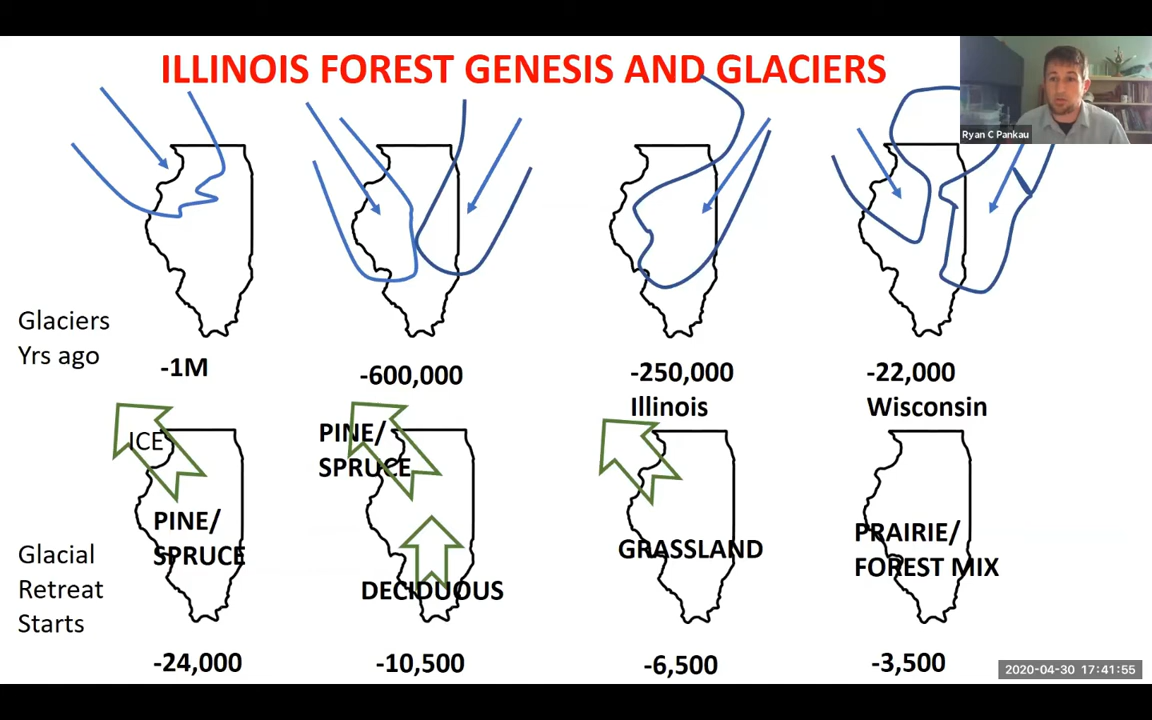 ILLINOIS FOREST GENESIS AND GLACIERS
Ryan C Pankau
Glaciers
Yrs ago
-1M
-600,000
-250,000
Illinois
-22,000
Wisconsin
ICE
PINE/
SPRUCE
PINE/
SPRUCE
DECIDUOUS
GRASSLAND
PRAIRIE/
FOREST MIX
Glacial
Retreat
Starts
-24,000
-10,500
-6,500
-3,500
2020-04-30 17:41:55